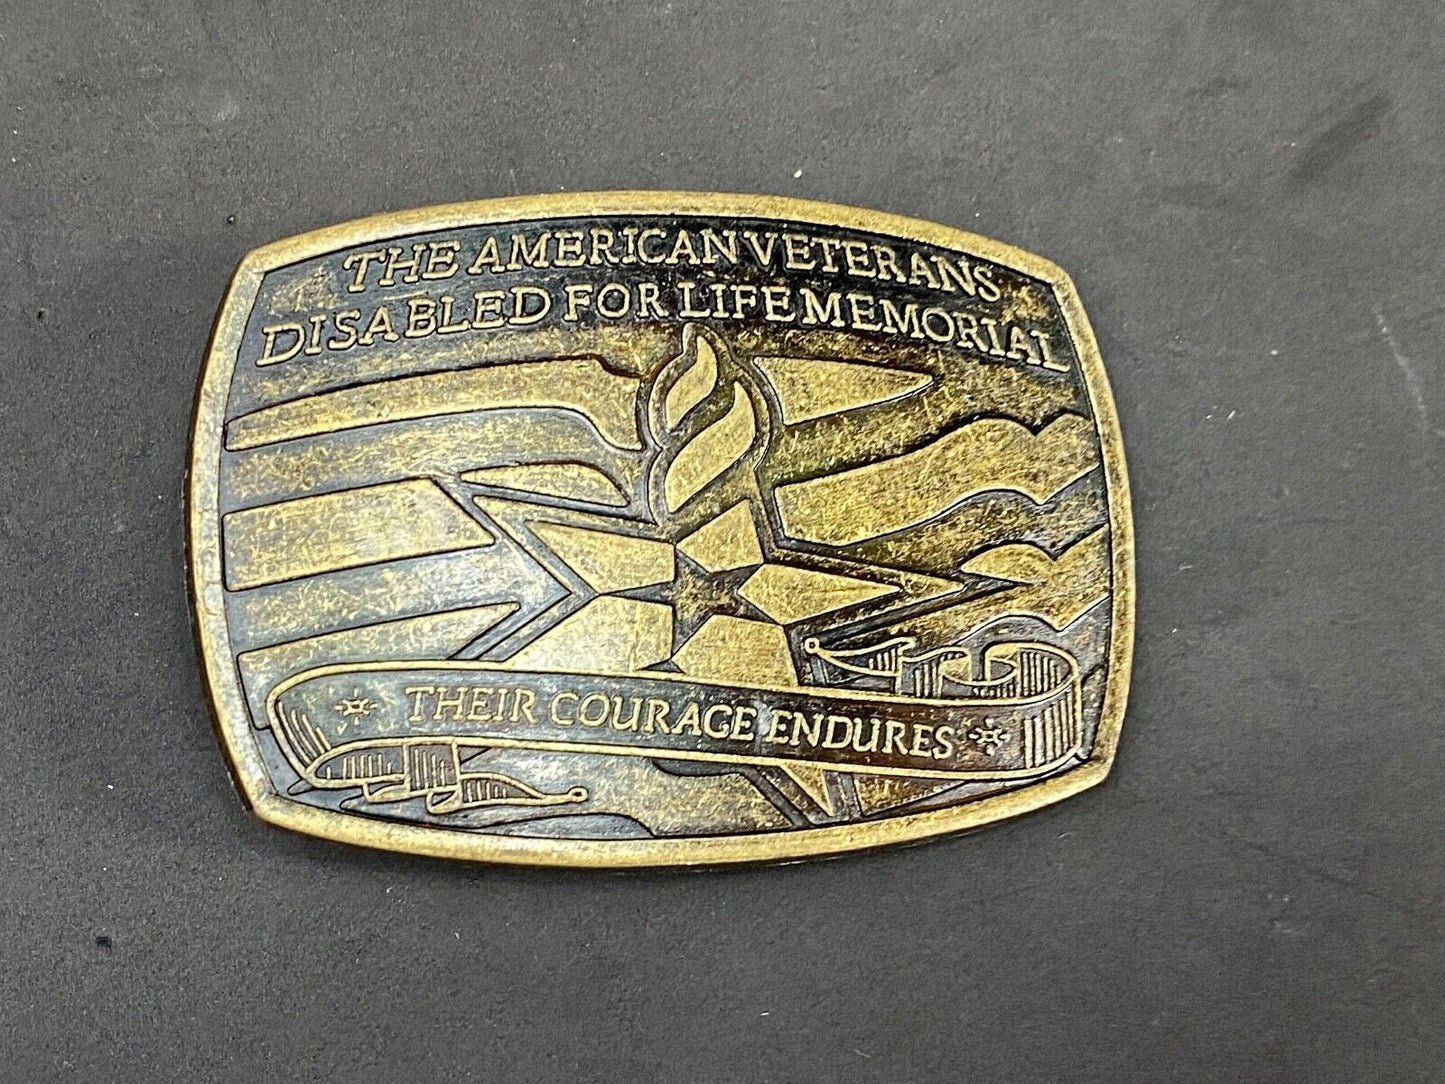 THE AMERICAN VETERANS
DISABLED FOR LIFE MEMORIAL
THEIR COURAGE ENDURES